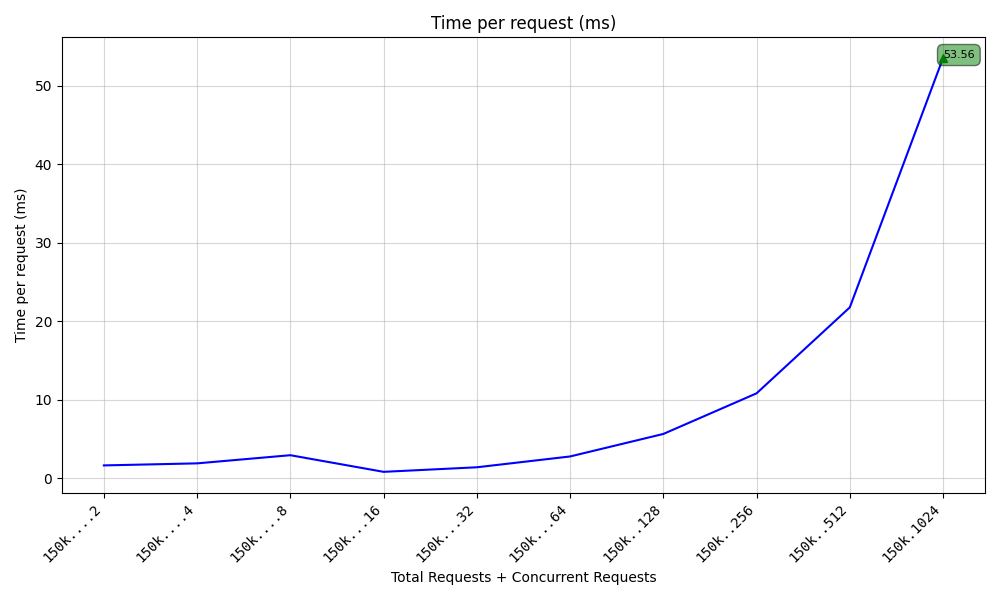 Time per request (ms)
53.56
50
40
30
20
10
0
Time per request (ms)
150k....2
150k....4
150k....8
150k...16
150k...32
150k...64
150k..128
150k..256
150k..512
150k.1024
Total Requests + Concurrent Requests